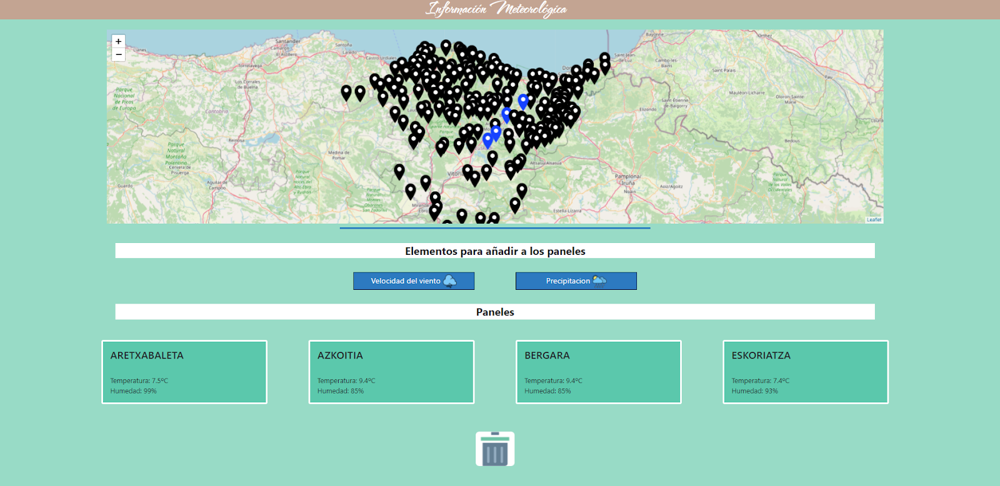 Información Meteorológica
+
−
Santander
Camargo
El Astillero
Santoña
Laredo
Castro-Urdiales
Llanes
Torrelavega
Los Corrales
de Buelna
Parque
Nacional
de Picos
de Europa
Cantabria
Reinosa
Parque
Natural
Montaña
Palentina
Cervera de
Pisuerga
Guardo
Aguilar de
Campoo
Medina de
Pomar
Parque
Natural
Hoces del
Alto Ebro
y Rudrón
Parque
Natural
Montes
Obarenes
San Zadornil
Miranda
Ebro
Vitoria
Altsasu/Alsasua
Pamplona/
Iruña
Noain
Aoiz/Agoitz
Estella-Lizarra
Bayonne
Saint-Jean-
de-Luz
Cambo-les-
Bains
Saint-Palais
Orthez
Pau
Mauléon-Licharre
Oloron-Sainte-
Marie
Saint-Étienne-
de-Baïgorry
Elizondo
Bedous
Parque
Natural
de los Valles
Occidentales
Leaflet
Elementos para añadir a los paneles
Velocidad del viento
Precipitacion
Paneles
ARETXABALETA
Temperatura: 7.5ºC
Humedad: 99%
AZKOITIA
Temperatura: 9.4ºC
Humedad: 85%
BERGARA
Temperatura: 9.4ºC
Humedad: 85%
ESKORIATZA
Temperatura: 7.4ºC
Humedad: 93%